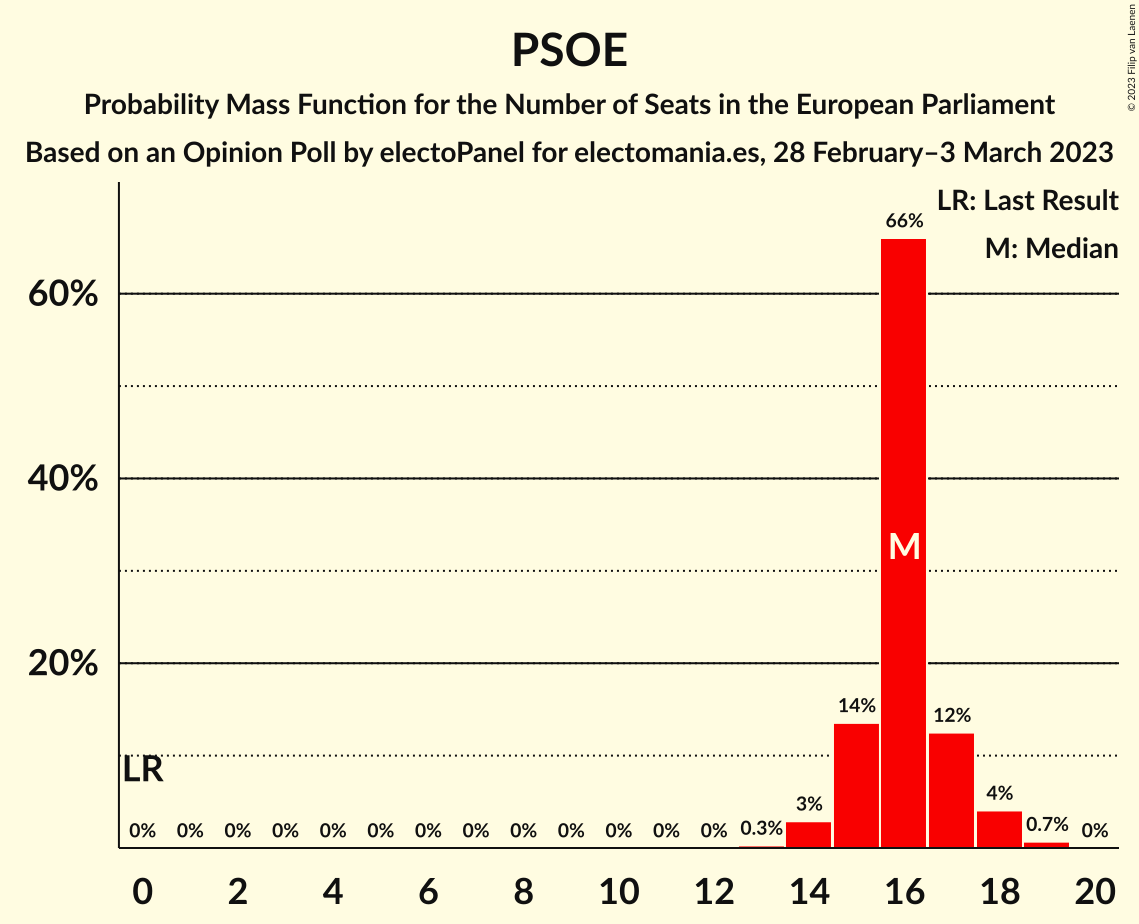 PSOE
Probability Mass Function for the Number of Seats in the European Parliament
Based on an Opinion Poll by electoPanel for electomania.es, 28 February–3 March 2023
© 2023 Filip van Laenen
LR: Last Result
M: Median
60%
40%
20%
66%
M
14%
12%
LR
3%
4%
0% 0% 0% 0% 0% 0% 0% 0% 0% 0% 0% 0% 0% 0.3% 0.7% 0%
0 2 4 6 8 10 12 14 16 18 20